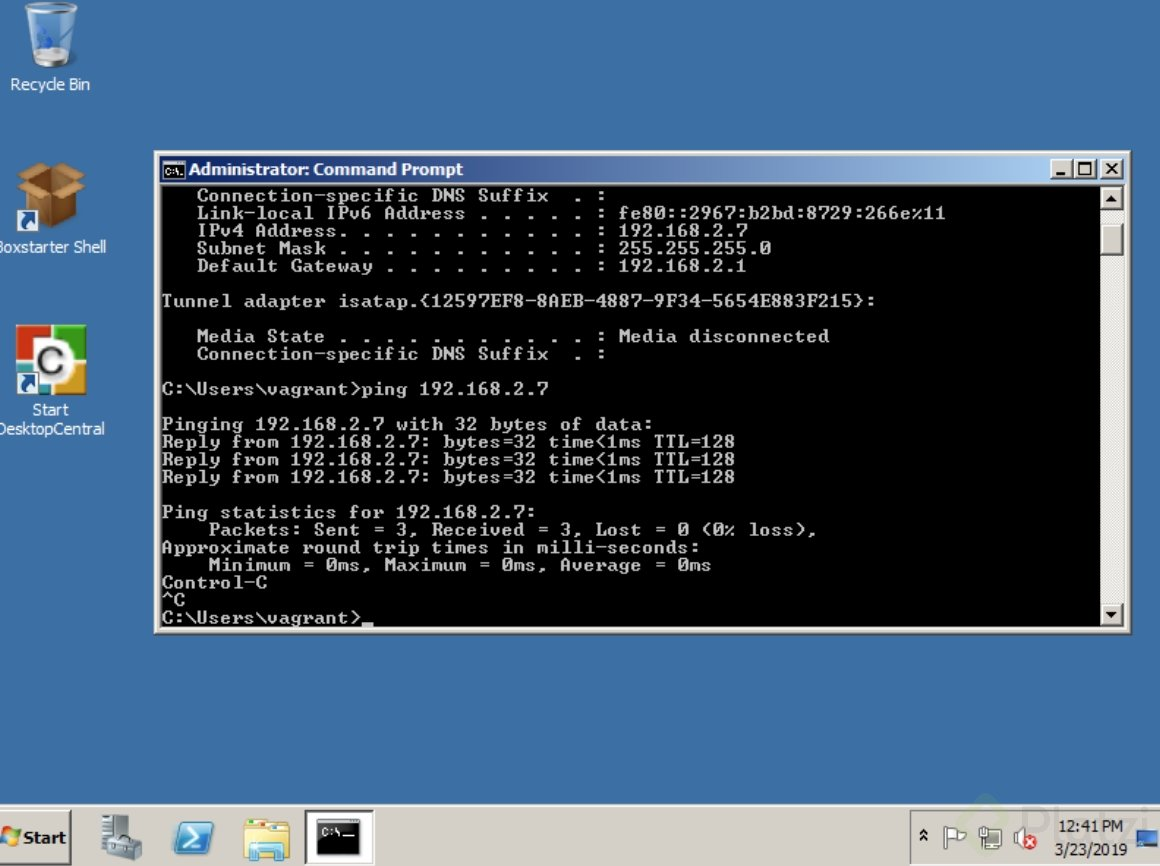 Recycle Bin
Boxstarter Shell
Start
DesktopCentral
Administrator: Command Prompt
Connection-specific DNS Suffix . :
Link-local IPv6 Address . . . . . : fe80::2967:b2bd:8729:266e%11
IPv4 Address. . . . . . . . . . . : 192.168.2.7
Subnet Mask . . . . . . . . . . . : 255.255.255.0
Default Gateway . . . . . . . . . : 192.168.2.1
Tunnel adapter isatap.{12597EF8-8AEB-4887-9F34-5654E883F215}:
Media State . . . . . . . . . . . : Media disconnected
Connection-specific DNS Suffix . :
C:\Users\vagrant>ping 192.168.2.7
Pinging 192.168.2.7 with 32 bytes of data:
Reply from 192.168.2.7: bytes=32 time<1ms TTL=128
Reply from 192.168.2.7: bytes=32 time<1ms TTL=128
Reply from 192.168.2.7: bytes=32 time<1ms TTL=128
Ping statistics for 192.168.2.7:
Packets: Sent = 3, Received = 3, Lost = 0 (0% loss),
Approximate round trip times in milli-seconds:
Minimum = 0ms, Maximum = 0ms, Average = 0ms
Control-C
^C
C:\Users\vagrant>_
Start
12:41 PM
3/23/2019